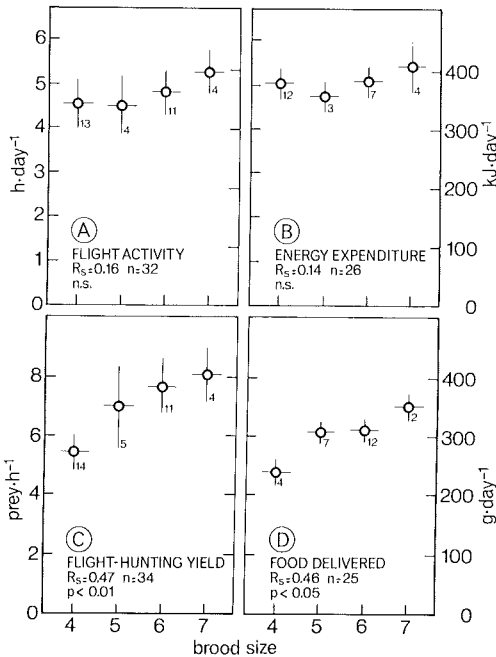 6
5
4
3
2
1
0
h·day⁻¹
13
4
11
4
A
FLIGHT ACTIVITY
Rs=0.16 n=32
n.s.
400
300
200
100
0
kJ·day⁻¹
12
3
7
4
B
ENERGY EXPENDITURE
Rs=0.14 n=26
n.s.
8
6
4
2
0
prey·h⁻¹
14
5
11
4
C
FLIGHT-HUNTING YIELD
Rs=0.47 n=34
p<0.01
4 5 6 7
400
300
200
100
0
g·day⁻¹
4
7
12
2
D
FOOD DELIVERED
Rs=0.46 n=25
p<0.05
4 5 6 7
brood size